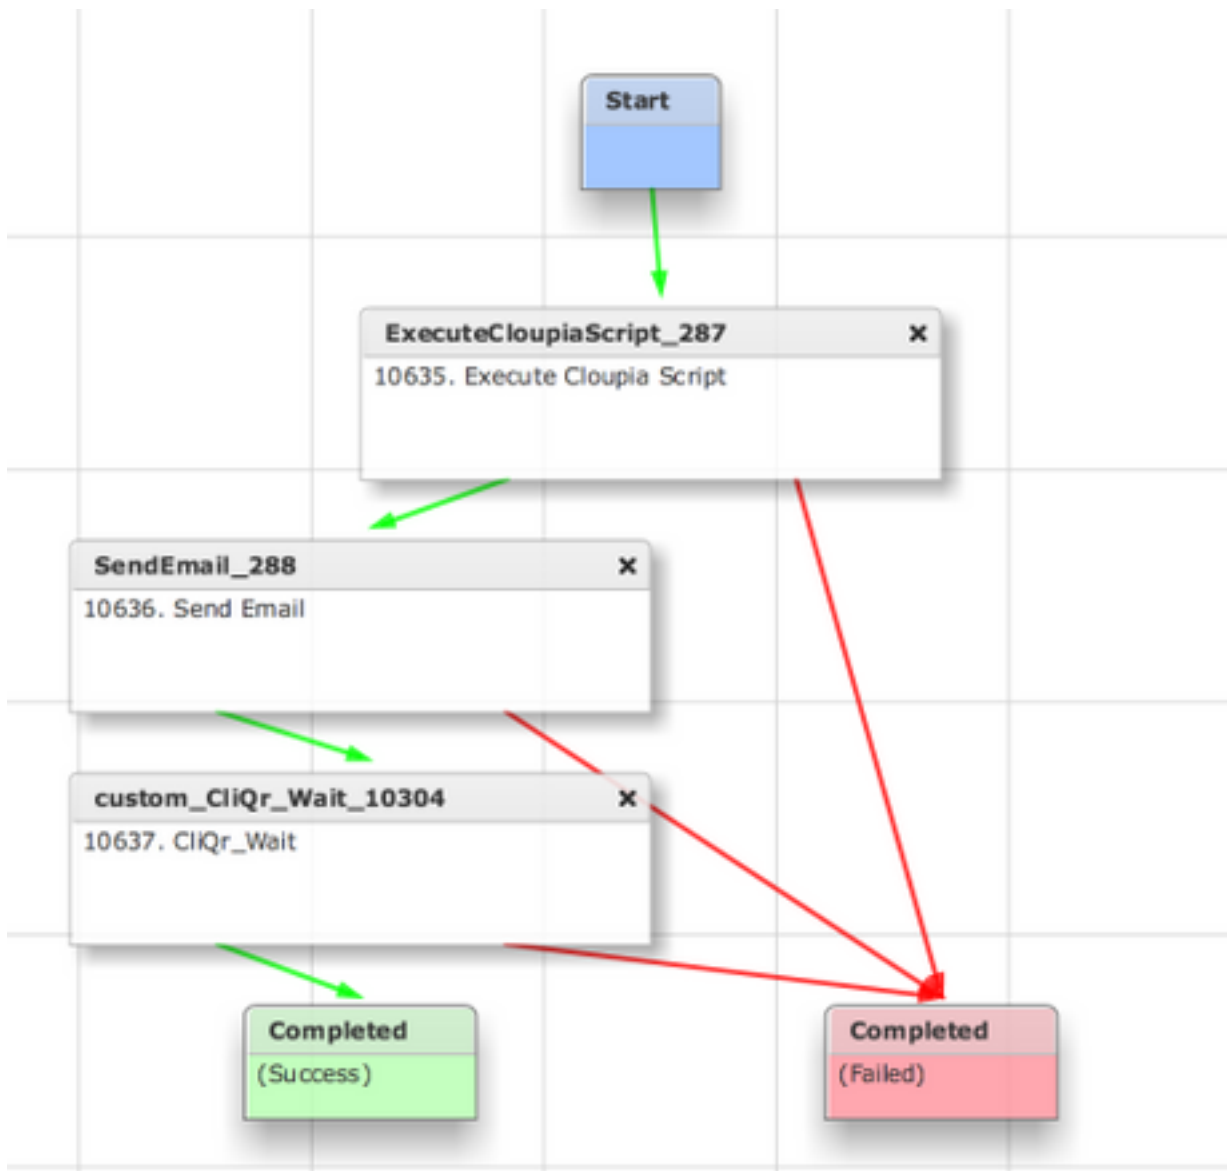 Start
ExecuteCloupiaScript_287
10635. Execute Cloupia Script
SendEmail_288
10636. Send Email
custom_CliQr_Wait_10304
10637. CliQr_Wait
Completed
(Success)
Completed
(Failed)